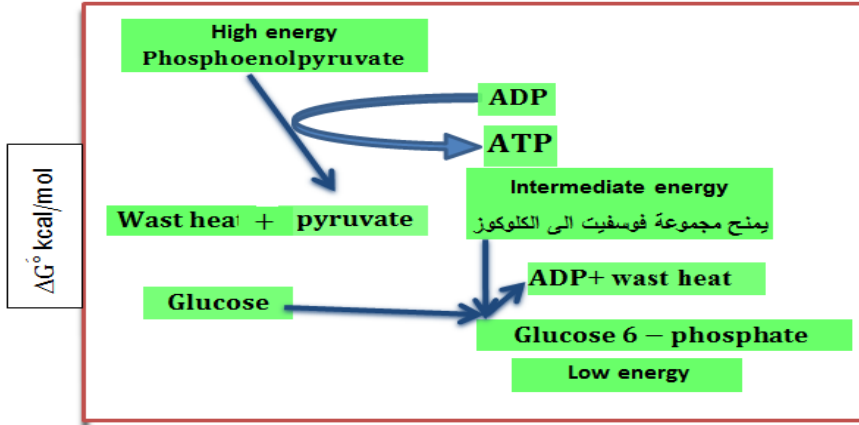 High energy
Phosphoenolpyruvate
ADP
ATP
Intermediate energy
يمنح مجموعة فوسفيت الى الكلوكوز
Wast heat + pyruvate
ADP+ wast heat
Glucose
Glucose 6 – phosphate
Low energy
ΔG°́ kcal/mol